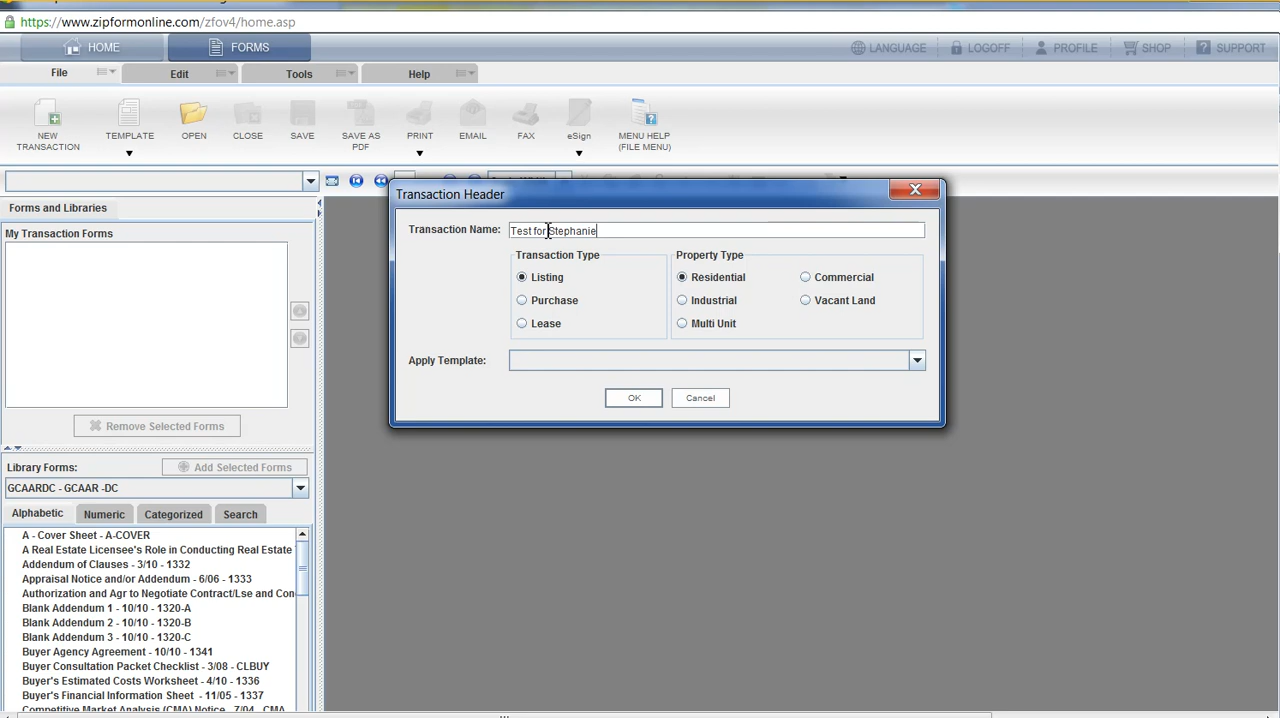 https://www.zipformonline.com/zfov4/home.asp
HOME FORMS LANGUAGE LOGOFF PROFILE SHOP SUPPORT
File Edit Tools Help
NEW TRANSACTION TEMPLATE OPEN CLOSE SAVE SAVE AS PDF PRINT EMAIL FAX eSign MENU HELP (FILE MENU)
Forms and Libraries
My Transaction Forms
Remove Selected Forms
Library Forms: Add Selected Forms
GCAARDC - GCAAR -DC
Alphabetic Numeric Categorized Search
A - Cover Sheet - A-COVER
A Real Estate Licensee's Role in Conducting Real Estate
Addendum of Clauses - 3/10 - 1332
Appraisal Notice and/or Addendum - 6/06 - 1333
Authorization and Agr to Negotiate Contract/Lse and Con
Blank Addendum 1 - 10/10 - 1320-A
Blank Addendum 2 - 10/10 - 1320-B
Blank Addendum 3 - 10/10 - 1320-C
Buyer Agency Agreement - 10/10 - 1341
Buyer Consultation Packet Checklist - 3/08 - CLBUY
Buyer's Estimated Costs Worksheet - 4/10 - 1336
Buyer's Financial Information Sheet - 11/05 - 1337
Competitive Market Analysis (CMA) Notice - 7/04 - CMA
Transaction Header
Transaction Name: Test for Stephanie
Transaction Type Property Type
Listing Residential Commercial
Purchase Industrial Vacant Land
Lease Multi Unit
Apply Template:
OK Cancel